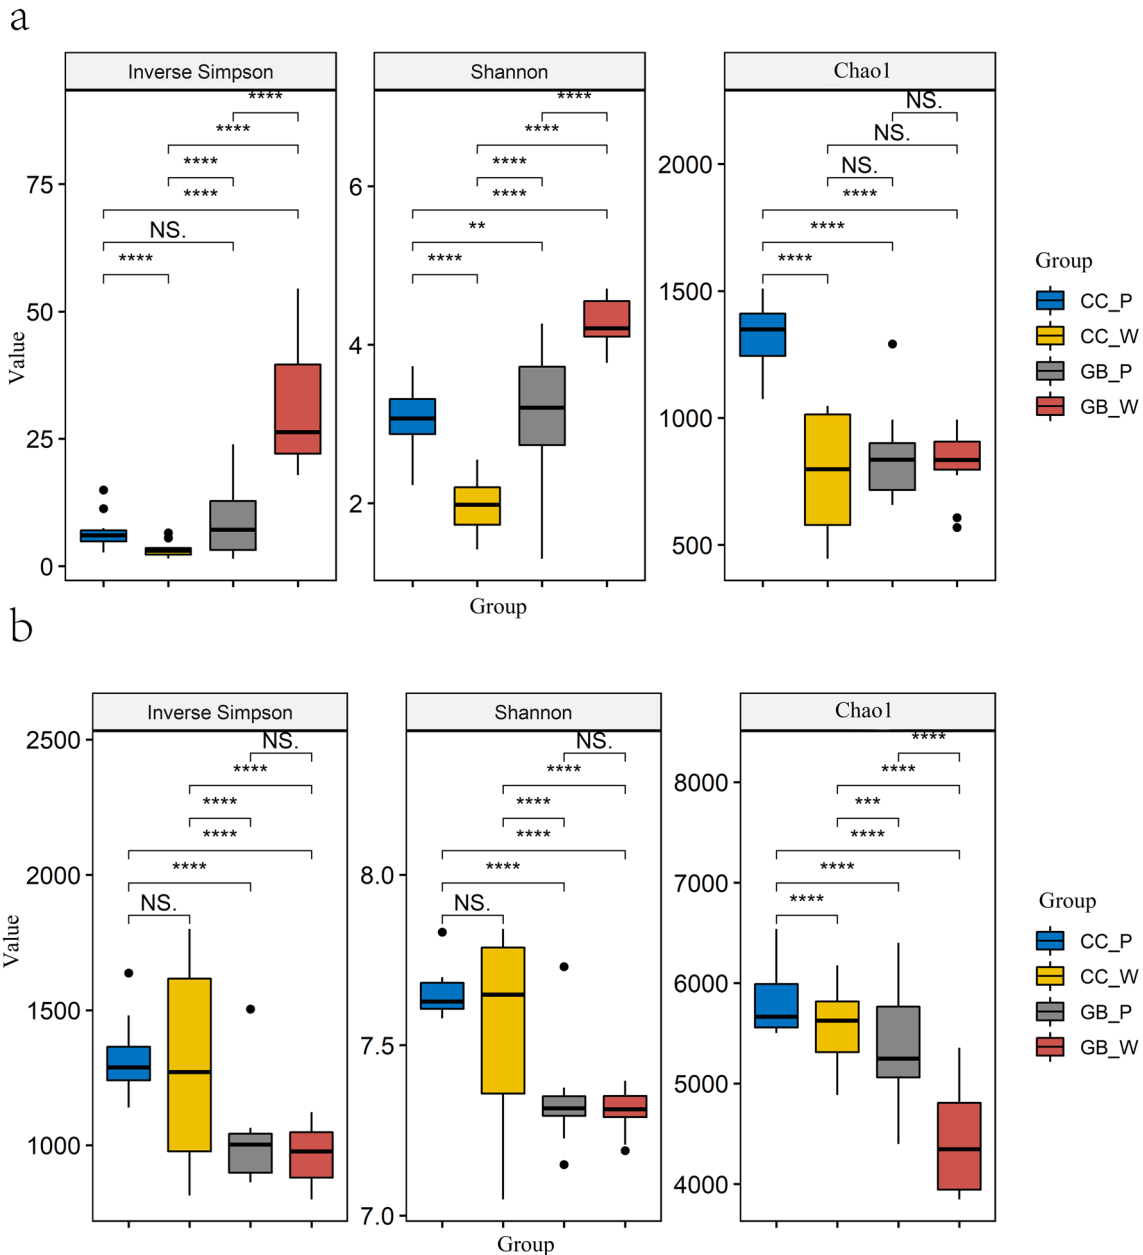 a
Inverse Simpson
Shannon
Chao1
Value
75
50
25
0
****
****
****
****
NS.
****
6
4
2
****
****
****
****
**
****
2000
1500
1000
500
NS.
NS.
NS.
****
****
****
Group
Group
CC_P
CC_W
GB_P
GB_W
b
Inverse Simpson
Shannon
Chao1
Value
2500
2000
1500
1000
NS.
****
****
****
****
NS.
8.0
7.5
7.0
NS.
****
****
****
****
NS.
8000
7000
6000
5000
4000
****
****
***
****
****
****
Group
Group
CC_P
CC_W
GB_P
GB_W